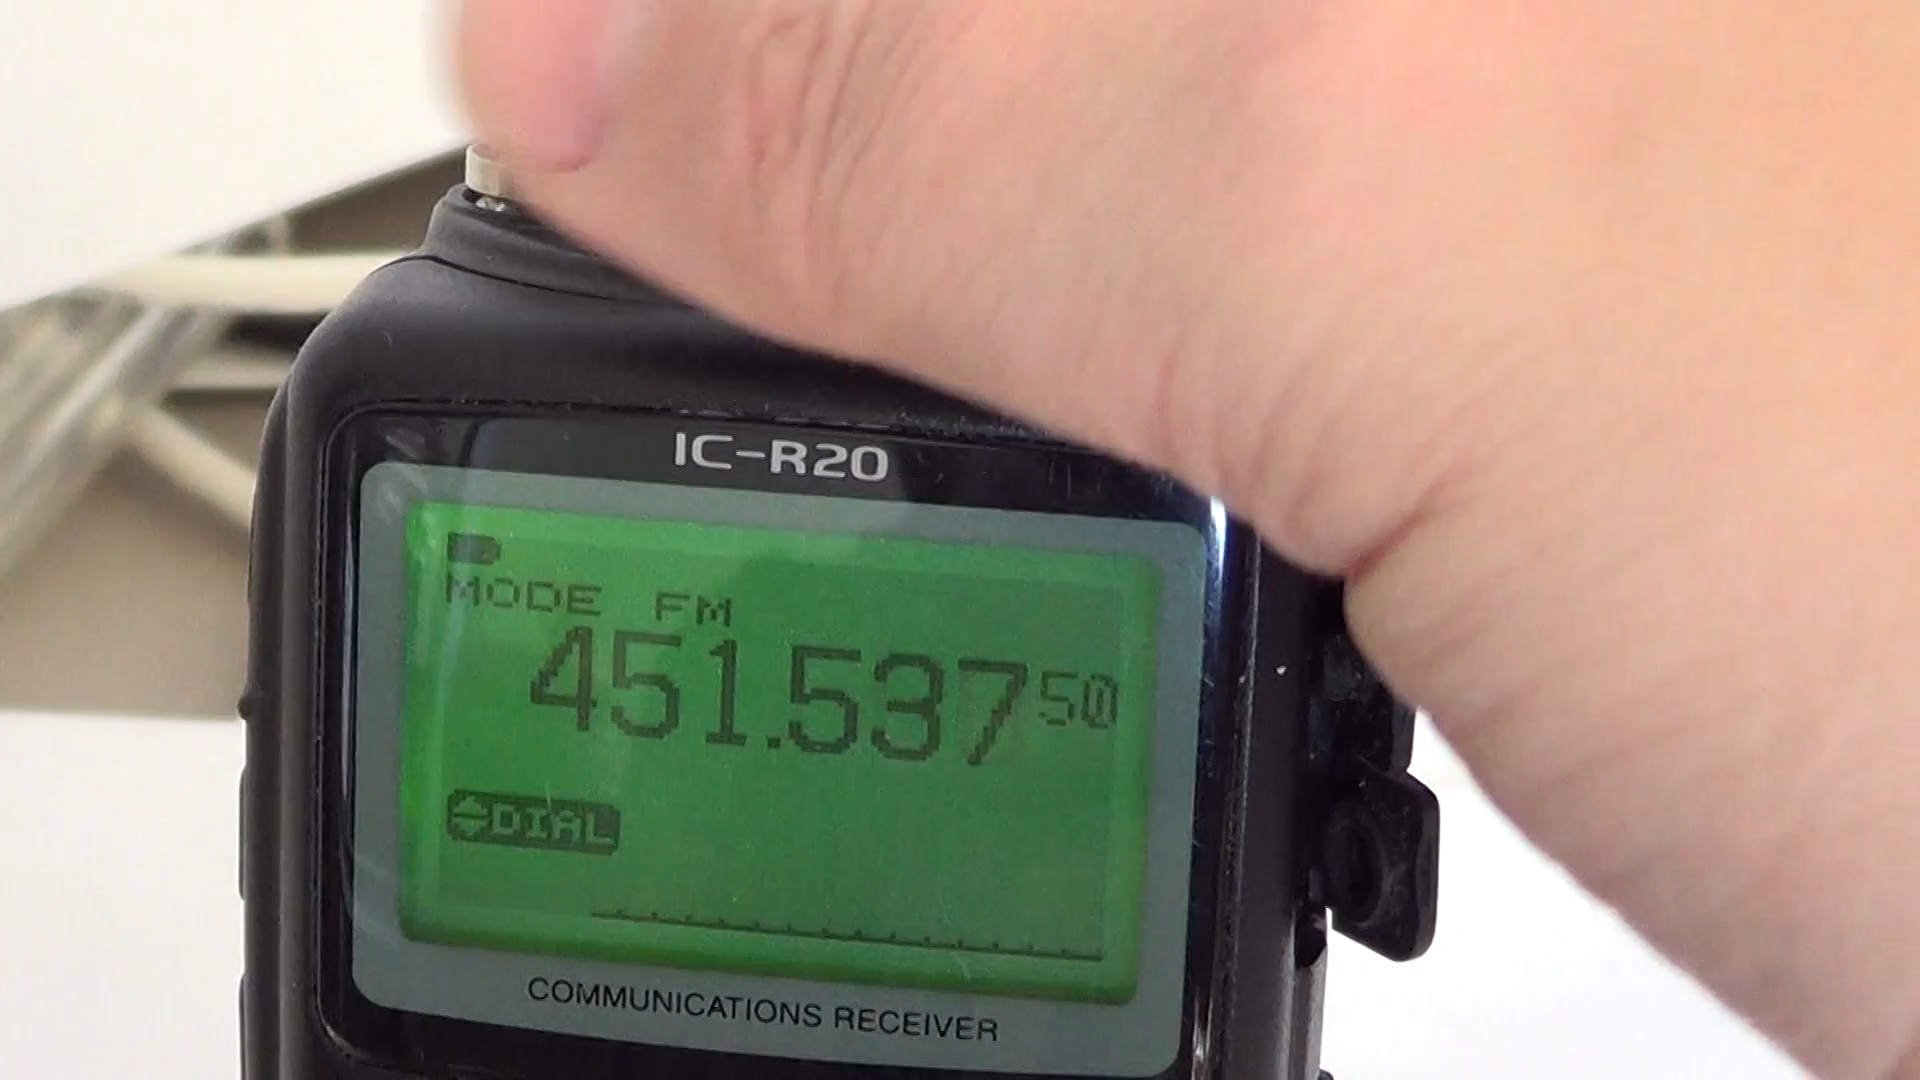 IC-R20
MODE FM
451.537 50
DIAL
COMMUNICATIONS RECEIVER